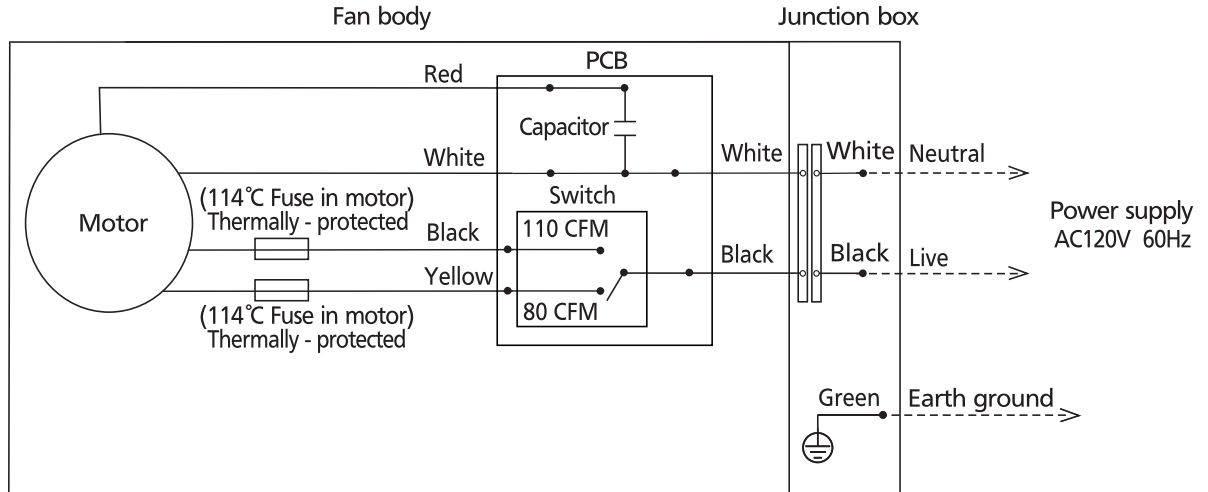 Fan body
Junction box
PCB
Red
Capacitor
White
White
White
Neutral
(114°C Fuse in motor)
Thermally - protected
Switch
Motor
110 CFM
Black
Power supply
AC120V 60Hz
Black
Black
Live
Yellow
80 CFM
(114°C Fuse in motor)
Thermally - protected
Green
Earth ground